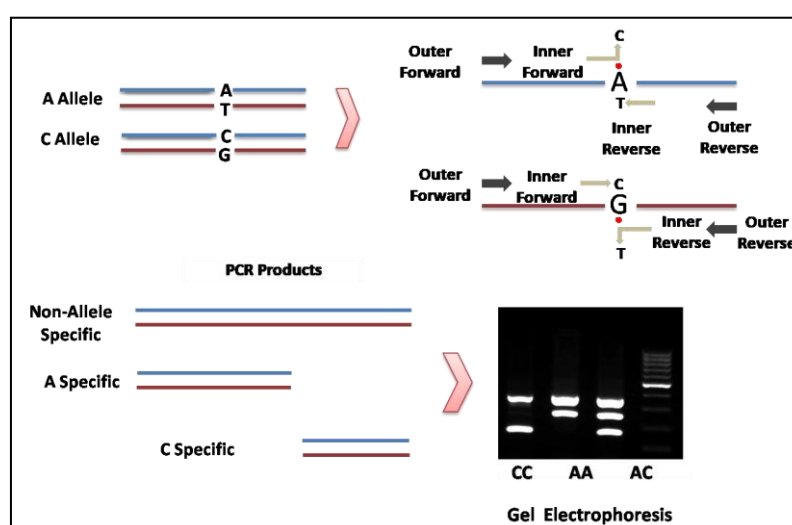 A Allele
A
T
C Allele
C
G
Outer
Forward
Inner
Forward
C
A
T
Inner
Reverse
Outer
Reverse
Outer
Forward
Inner
Forward
C
G
T
Inner
Reverse
Outer
Reverse
PCR Products
Non-Allele
Specific
A Specific
C Specific
CC AA AC
Gel Electrophoresis